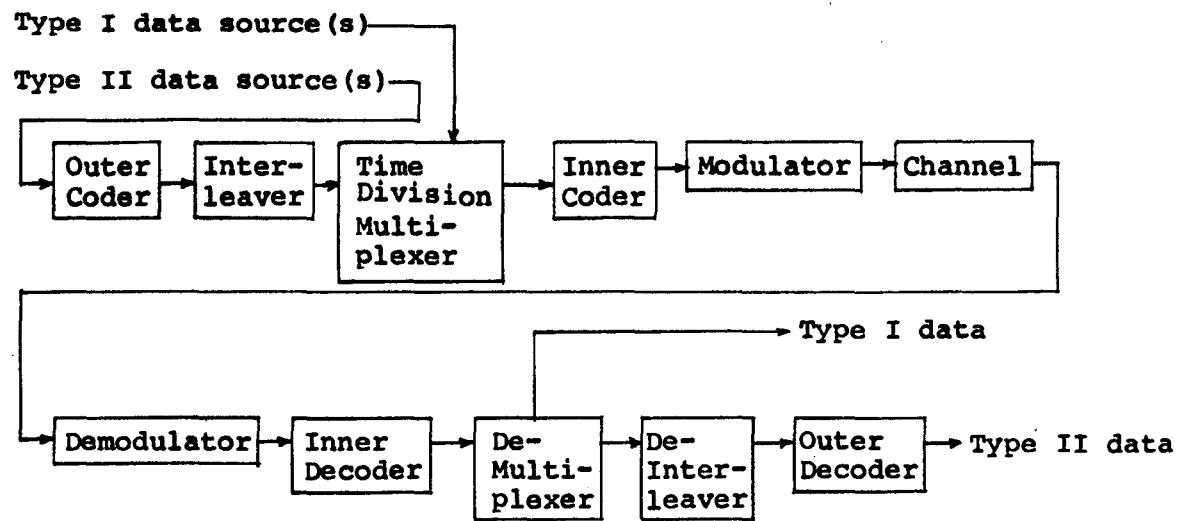 Type I data source(s)
Type II data source(s)
Outer
Coder
Inter-
leaver
Time
Division
Multi-
plexer
Inner
Coder
Modulator
Channel
Type I data
Demodulator
Inner
Decoder
De-
Multi-
plexer
De-
Inter-
leaver
Outer
Decoder
Type II data